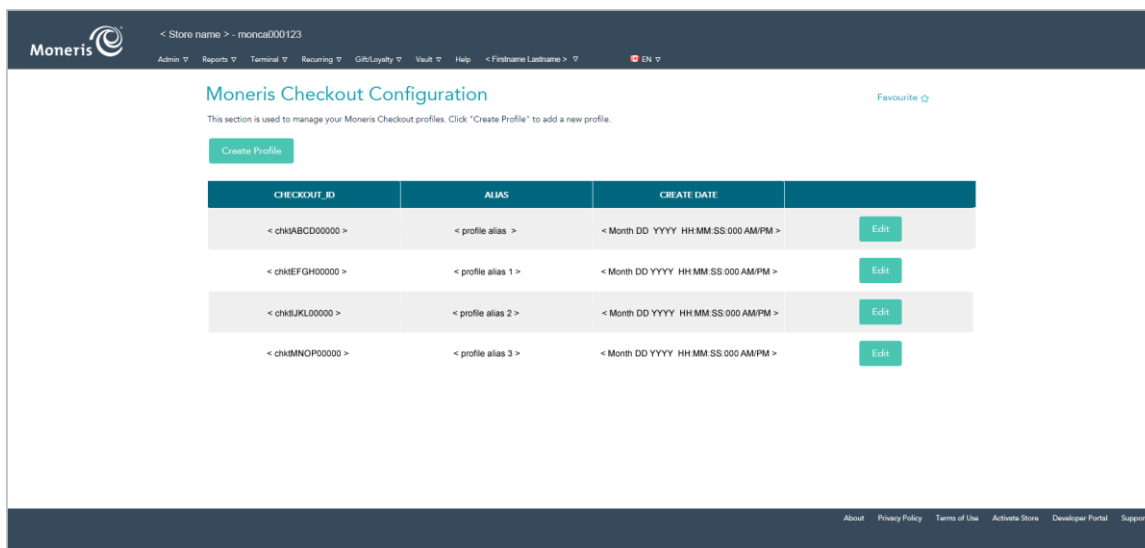 Moneris
< Store name > - monca000123
Admin Reports Terminal Recurring Gift/Loyalty Vault Help < Firstname Lastname > EN
Moneris Checkout Configuration
Favourite
This section is used to manage your Moneris Checkout profiles. Click "Create Profile" to add a new profile.
Create Profile
CHECKOUT_ID ALIAS CREATE DATE
< chktABCD00000 > < profile alias > < Month DD YYYY HH:MM:SS:000 AM/PM > Edit
< chktEFGH00000 > < profile alias 1 > < Month DD YYYY HH:MM:SS:000 AM/PM > Edit
< chktIJKL00000 > < profile alias 2 > < Month DD YYYY HH:MM:SS:000 AM/PM > Edit
< chktMNOP00000 > < profile alias 3 > < Month DD YYYY HH:MM:SS:000 AM/PM > Edit
About Privacy Policy Terms of Use Activate Store Developer Portal Suppor